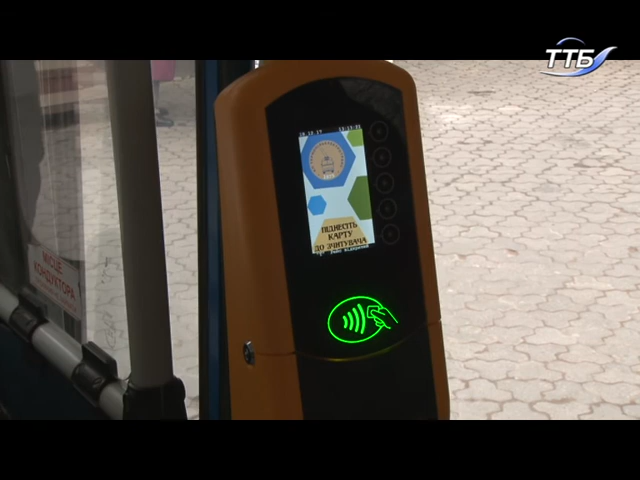 ТТБ
ПІДНЕСІТЬ
КАРТУ
ДО ЗЧИТУВАЧА
МІСЦЕ
КОНДУКТОРА